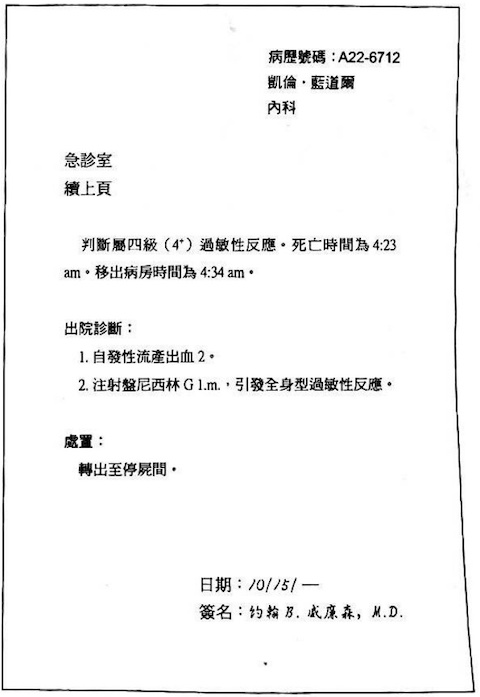 病歷號碼：A22-6712
凱倫・藍道爾
內科
急診室
續上頁
判斷屬四級（4⁺）過敏性反應。死亡時間為 4:23
am。移出病房時間為 4:34 am。
出院診斷：
1. 自發性流產出血 2。
2. 注射盤尼西林 G 1.m.，引發全身型過敏性反應。
處置：
轉出至停屍間。
日期：10/15/—
簽名：約翰 B. 威廉森, M.D.